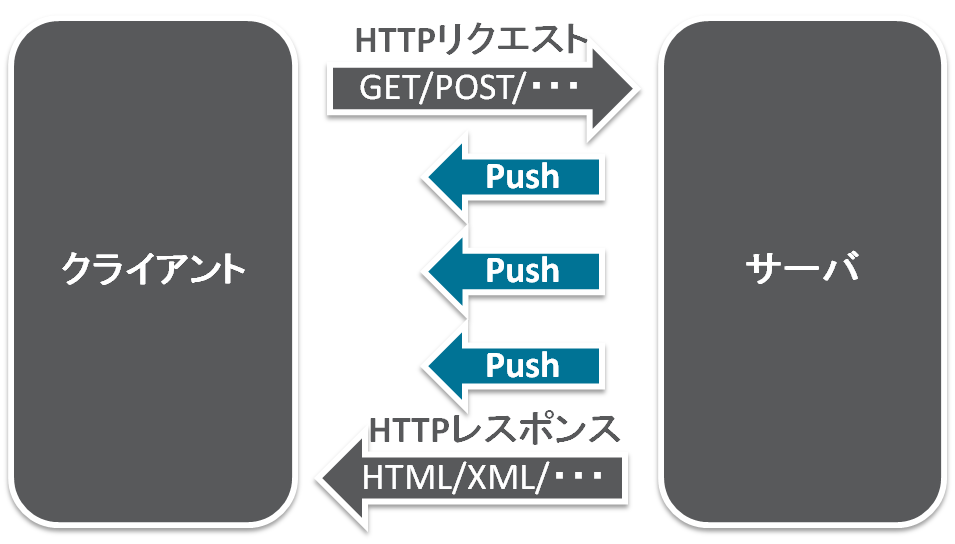 HTTPリクエスト
GET/POST/・・・
Push
Push
クライアント
サーバ
Push
HTTPレスポンス
HTML/XML/・・・